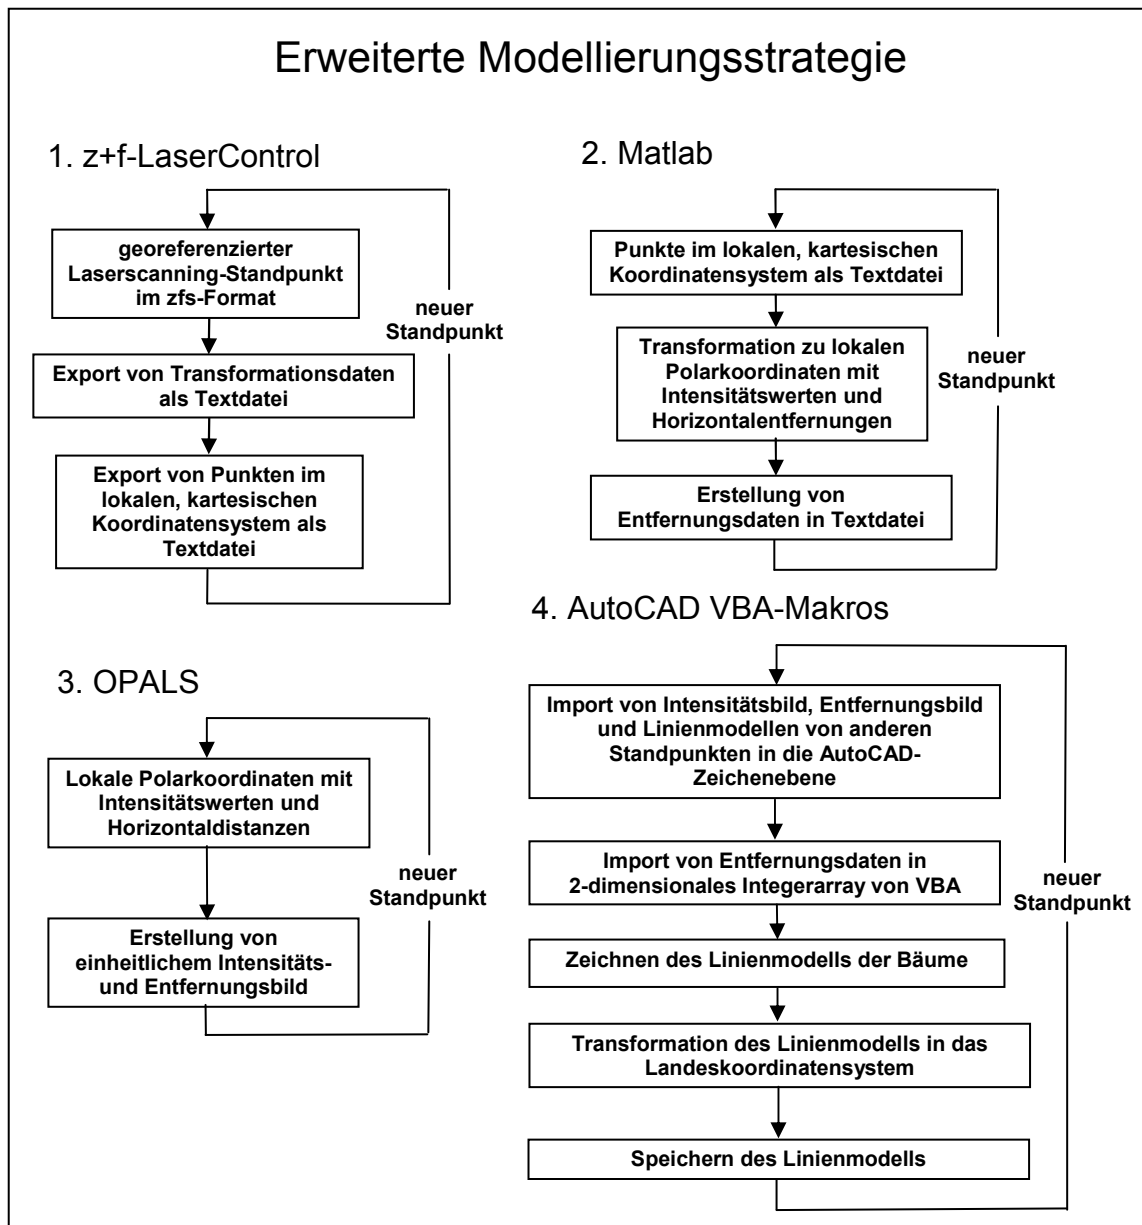 Erweiterte Modellierungsstrategie
1. z+f-LaserControl
georeferenzierter
Laserscanning-Standpunkt
im zfs-Format
Export von Transformationsdaten
als Textdatei
Export von Punkten im
lokalen, kartesischen
Koordinatensystem als
Textdatei
neuer
Standpunkt
2. Matlab
Punkte im lokalen, kartesischen
Koordinatensystem als Textdatei
Transformation zu lokalen
Polarkoordinaten mit
Intensitätswerten und
Horizontalentfernungen
Erstellung von
Entfernungsdaten in Textdatei
neuer
Standpunkt
3. OPALS
Lokale Polarkoordinaten mit
Intensitätswerten und
Horizontaldistanzen
Erstellung von
einheitlichem Intensitäts-
und Entfernungsbild
neuer
Standpunkt
4. AutoCAD VBA-Makros
Import von Intensitätsbild, Entfernungsbild
und Linienmodellen von anderen
Standpunkten in die AutoCAD-
Zeichenebene
Import von Entfernungsdaten in
2-dimensionales Integerarray von VBA
Zeichnen des Linienmodells der Bäume
Transformation des Linienmodells in das
Landeskoordinatensystem
Speichern des Linienmodells
neuer
Standpunkt